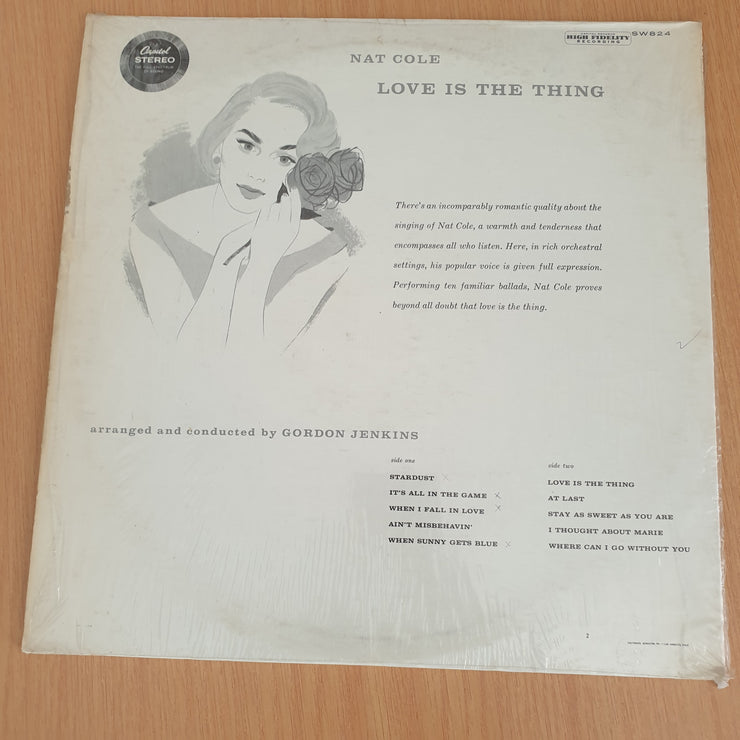 Capitol
STEREO
THE FULL SPECTRUM
OF SOUND
HIGH FIDELITY
RECORDING
SW824
NAT COLE
LOVE IS THE THING
There's an incomparably romantic quality about the
singing of Nat Cole, a warmth and tenderness that
encompasses all who listen. Here, in rich orchestral
settings, his popular voice is given full expression.
Performing ten familiar ballads, Nat Cole proves
beyond all doubt that love is the thing.
arranged and conducted by GORDON JENKINS
side one
STARDUST x
IT'S ALL IN THE GAME x
WHEN I FALL IN LOVE x
AIN'T MISBEHAVIN'
WHEN SUNNY GETS BLUE x
side two
LOVE IS THE THING
AT LAST
STAY AS SWEET AS YOU ARE
I THOUGHT ABOUT MARIE
WHERE CAN I GO WITHOUT YOU
2